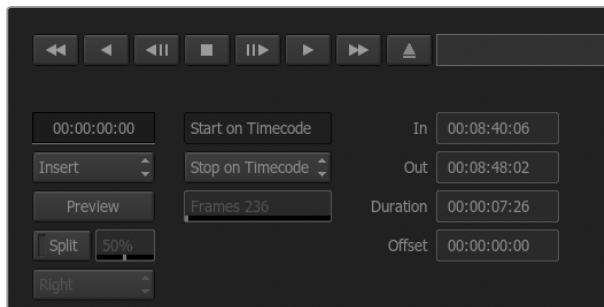 00:00:00:00 Start on Timecode In 00:08:40:06
Insert Stop on Timecode Out 00:08:48:02
Preview Frames 236 Duration 00:00:07:26
Split 50% Offset 00:00:00:00
Right